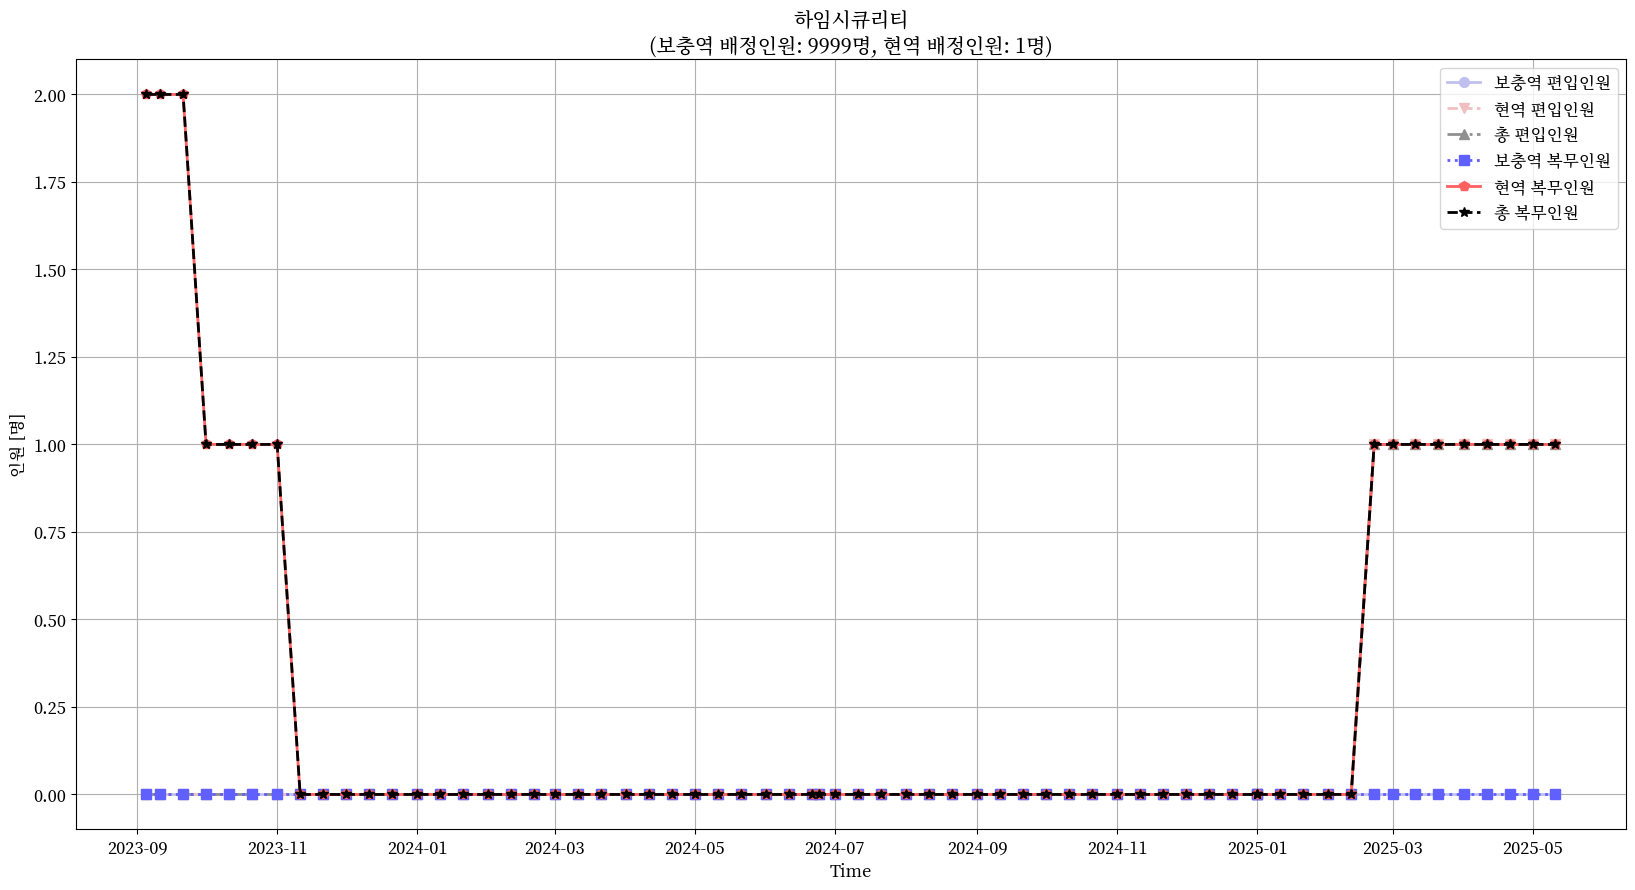 하임시큐리티
(보충역 배정인원: 9999명, 현역 배정인원: 1명)
보충역 편입인원
현역 편입인원
총 편입인원
보충역 복무인원
현역 복무인원
총 복무인원
인원 [명]
2.00
1.75
1.50
1.25
1.00
0.75
0.50
0.25
0.00
2023-09
2023-11
2024-01
2024-03
2024-05
2024-07
2024-09
2024-11
2025-01
2025-03
2025-05
Time